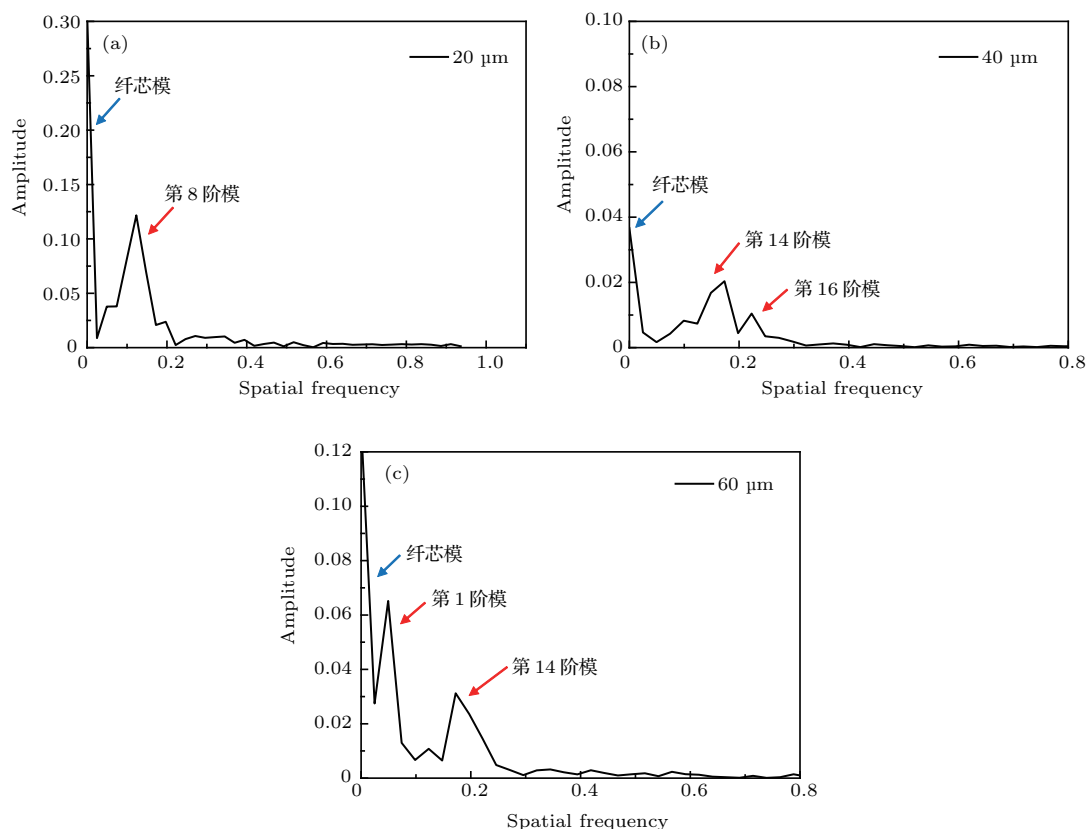 (a)
20 µm
纤芯模
第 8 阶模
Amplitude
0.30
0.25
0.20
0.15
0.10
0.05
0
0 0.2 0.4 0.6 0.8 1.0
Spatial frequency
(b)
40 µm
纤芯模
第 14 阶模
第 16 阶模
Amplitude
0.10
0.08
0.06
0.04
0.02
0
0 0.2 0.4 0.6 0.8
Spatial frequency
(c)
60 µm
纤芯模
第 1 阶模
第 14 阶模
Amplitude
0.12
0.10
0.08
0.06
0.04
0.02
0
0 0.2 0.4 0.6 0.8
Spatial frequency